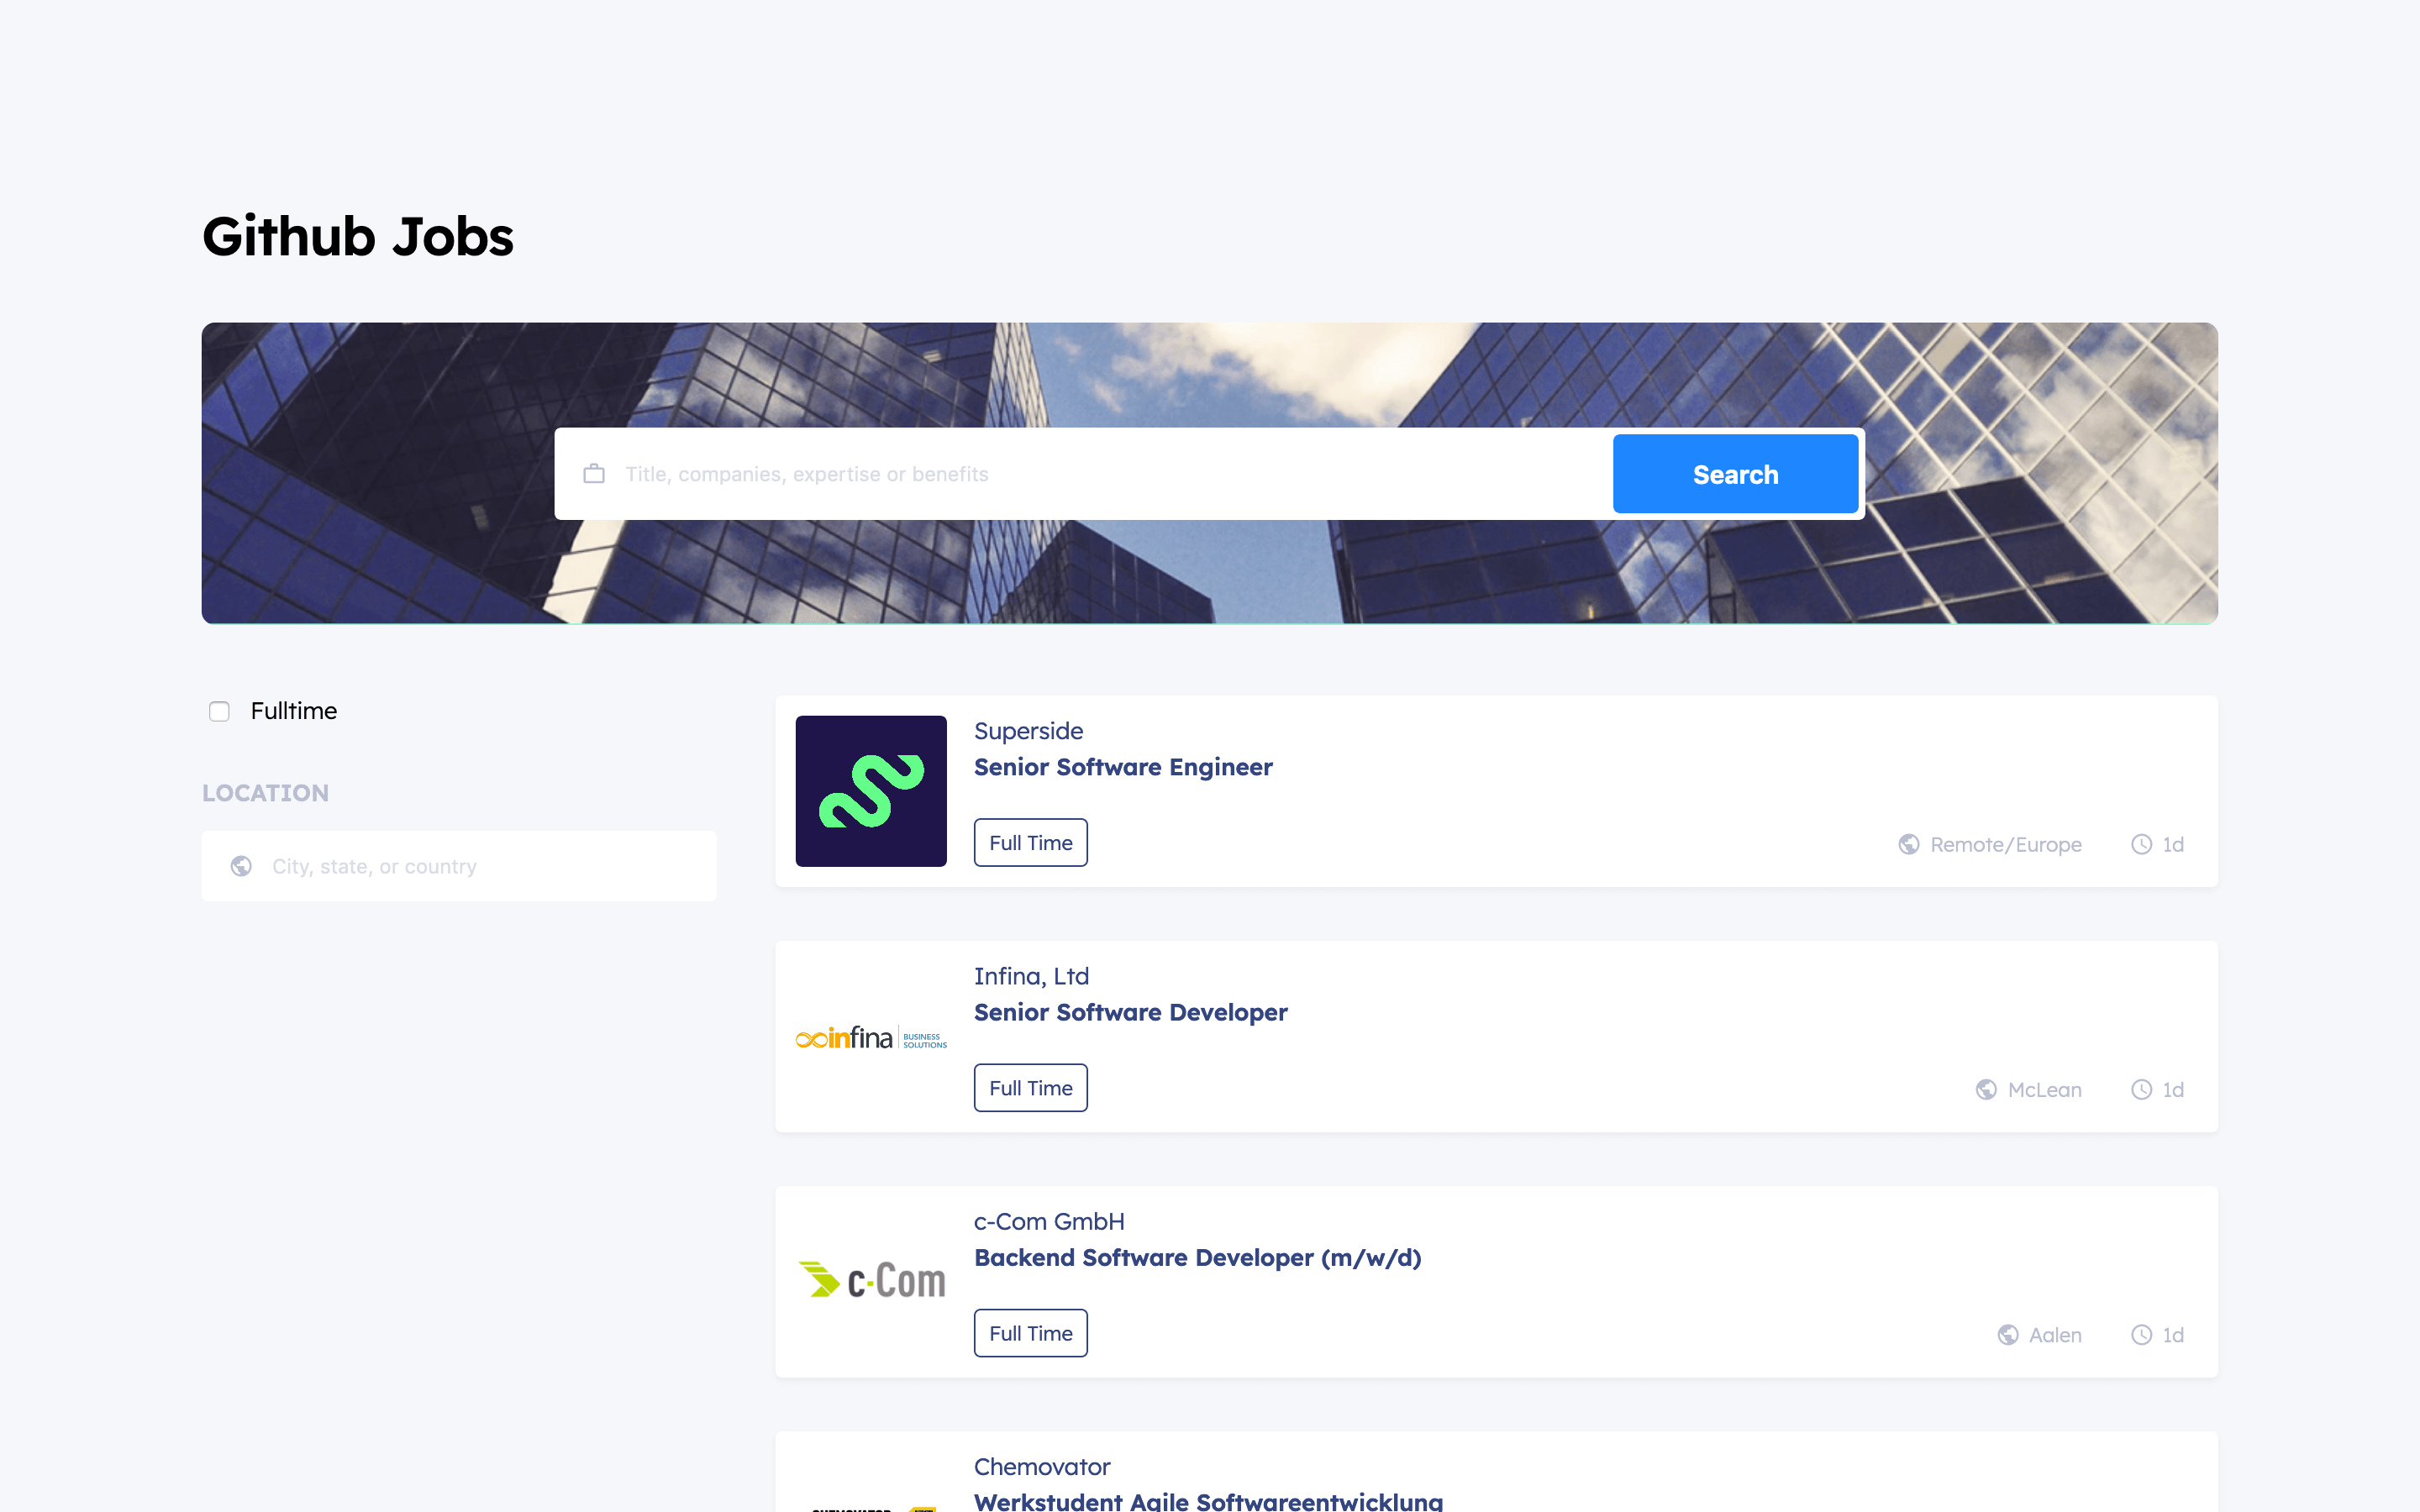 Github Jobs
Title, companies, expertise or benefits
Search
Fulltime
LOCATION
City, state, or country
Superside
Senior Software Engineer
Full Time
Remote/Europe
1d
Infina, Ltd
Senior Software Developer
infina BUSINESS SOLUTIONS
Full Time
McLean
1d
c-Com GmbH
Backend Software Developer (m/w/d)
c-Com
Full Time
Aalen
1d
Chemovator
Werkstudent Agile Softwareentwicklung